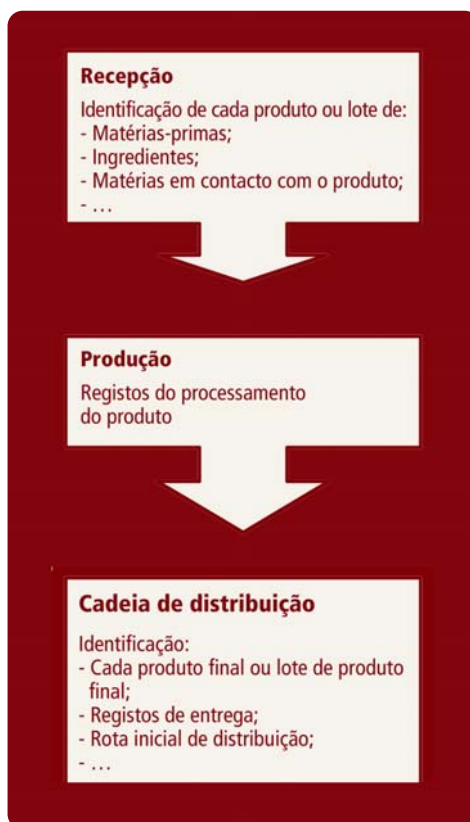 Recepção
Identificação de cada produto ou lote de:
- Matérias-primas;
- Ingredientes;
- Matérias em contacto com o produto;
- …
Produção
Registos do processamento
do produto
Cadeia de distribuição
Identificação:
- Cada produto final ou lote de produto
final;
- Registos de entrega;
- Rota inicial de distribuição;
- …